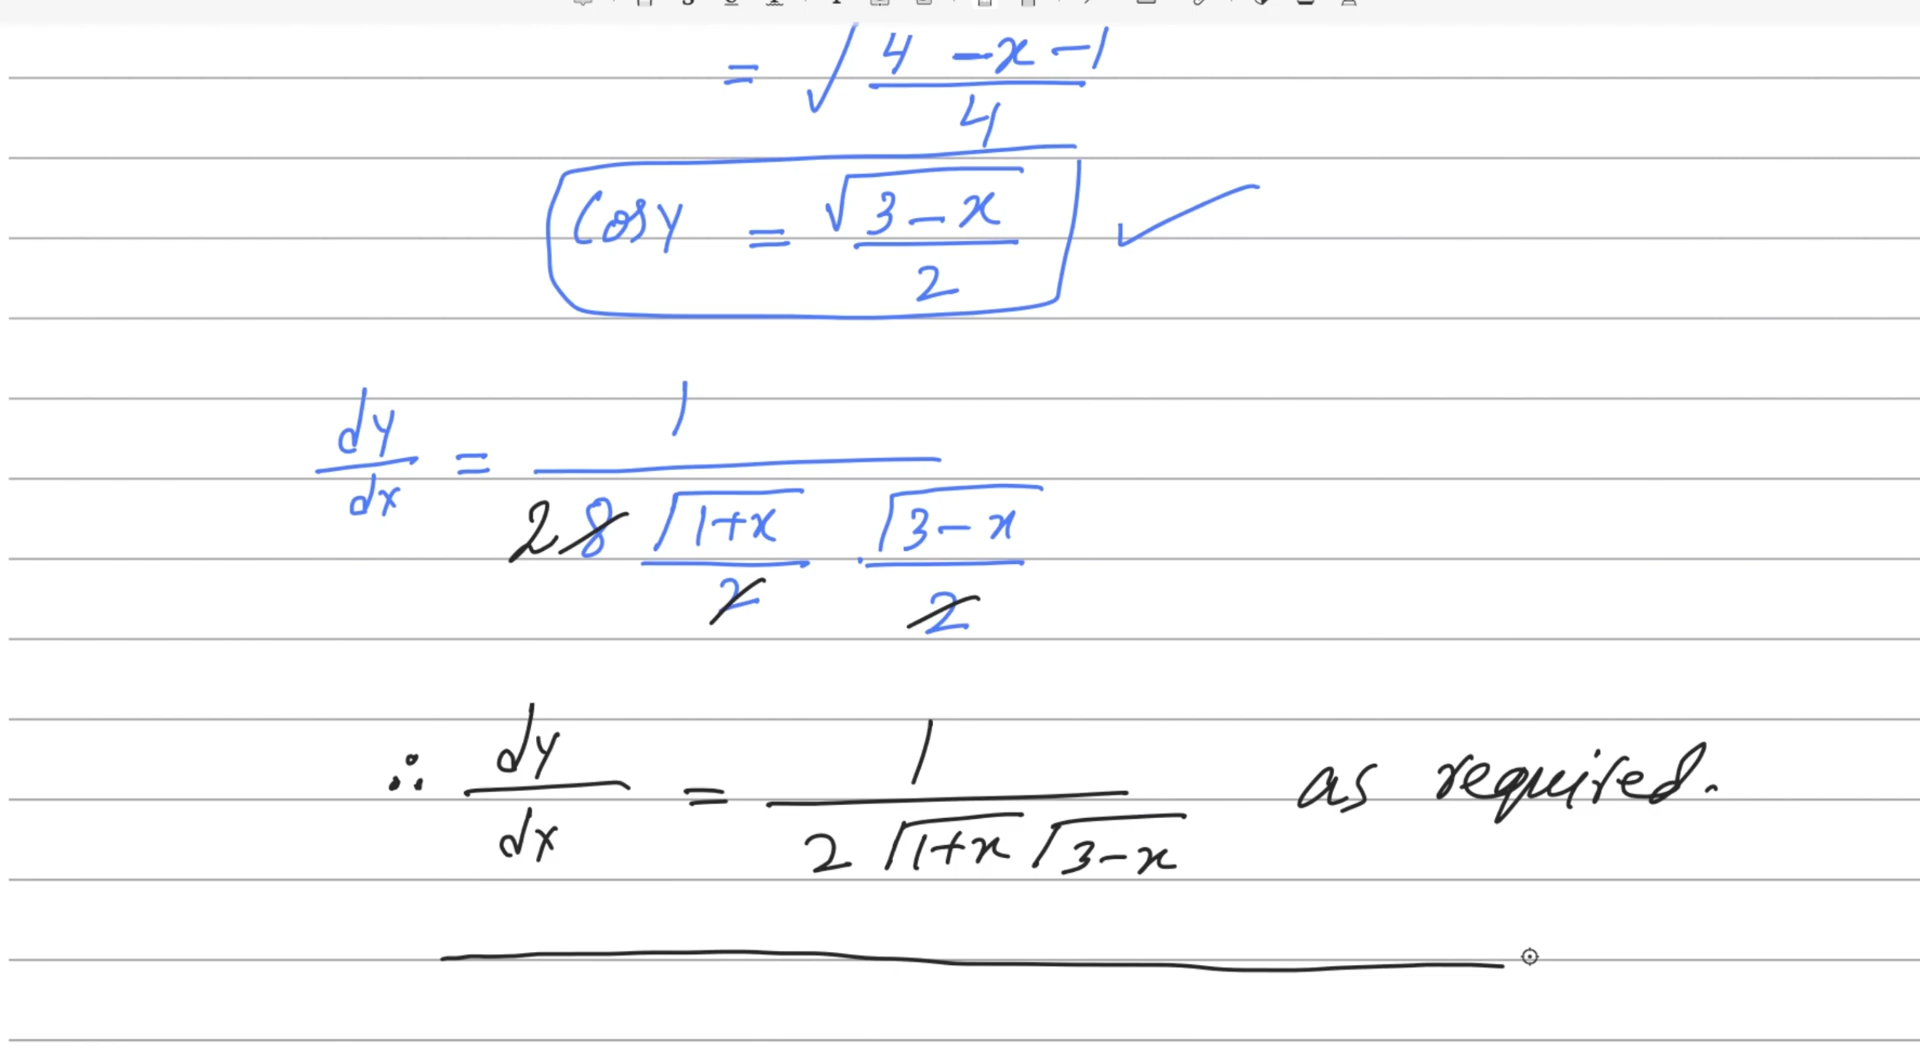 = √((4 - x - 1)/4)
Cosy = √(3 - x)/2 ✓
dy/dx = 1/(2 8 √(1+x)/2 · √(3 - x)/2)
∴ dy/dx = 1/(2 √(1+x) √(3-x)) as required.